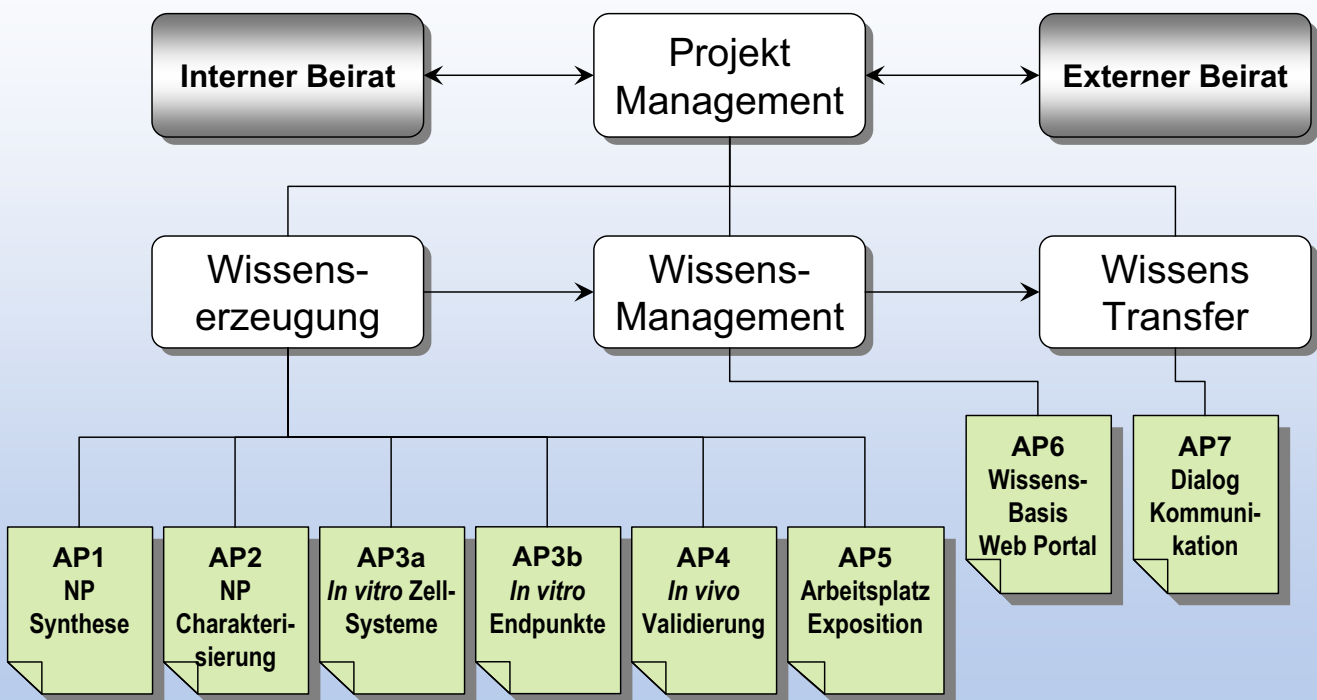 Interner Beirat
Projekt
Management
Externer Beirat
Wissens-
erzeugung
Wissens-
Management
Wissens
Transfer
AP1
NP
Synthese
AP2
NP
Charakteri-
sierung
AP3a
In vitro Zell-
Systeme
AP3b
In vitro
Endpunkte
AP4
In vivo
Validierung
AP5
Arbeitsplatz
Exposition
AP6
Wissens-
Basis
Web Portal
AP7
Dialog
Kommuni-
kation